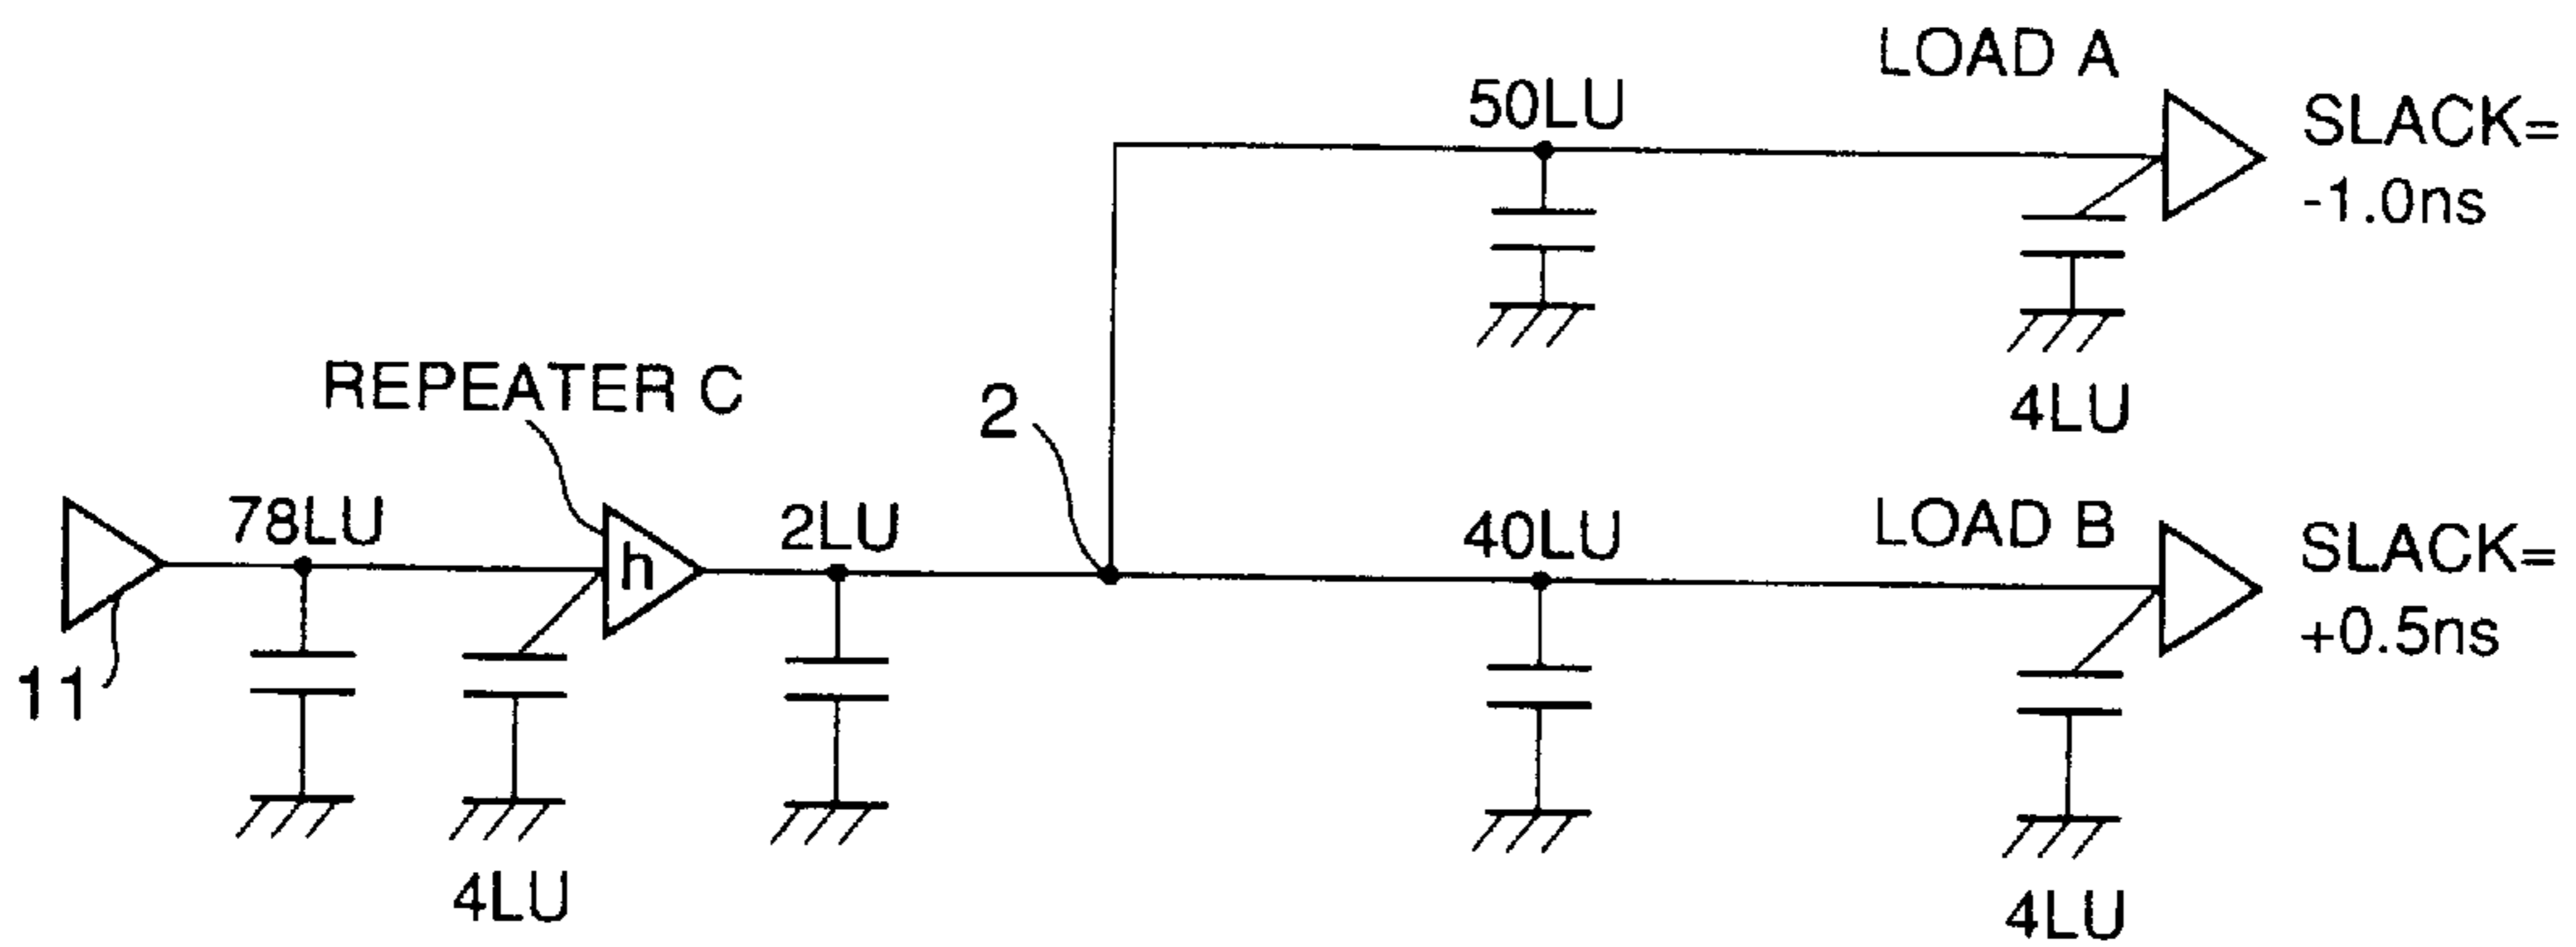 LOAD A
50LU
SLACK=
-1.0ns
4LU
REPEATER C
2
78LU
h
2LU
40LU
LOAD B
SLACK=
+0.5ns
11
4LU
4LU